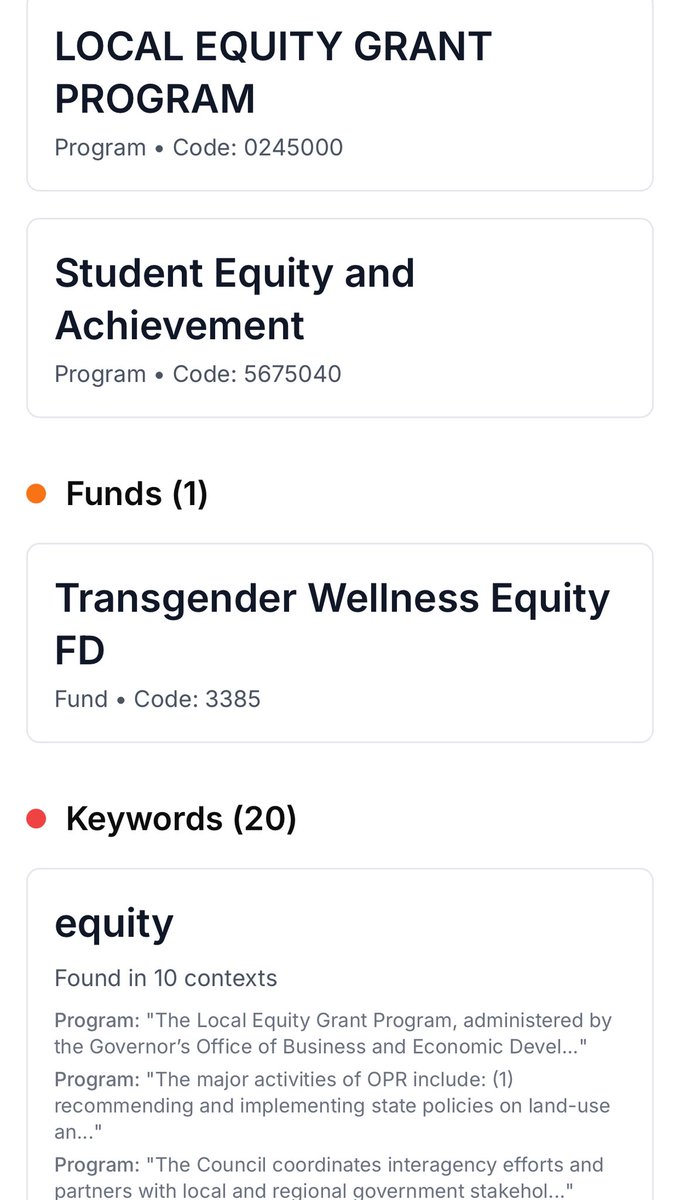 LOCAL EQUITY GRANT
PROGRAM
Program • Code: 0245000
Student Equity and
Achievement
Program • Code: 5675040
Funds (1)
Transgender Wellness Equity
FD
Fund • Code: 3385
Keywords (20)
equity
Found in 10 contexts
Program: "The Local Equity Grant Program, administered by
the Governor’s Office of Business and Economic Devel..."
Program: "The major activities of OPR include: (1)
recommending and implementing state policies on land-use
an..."
Program: "The Council coordinates interagency efforts and
partners with local and regional government stakehol..."